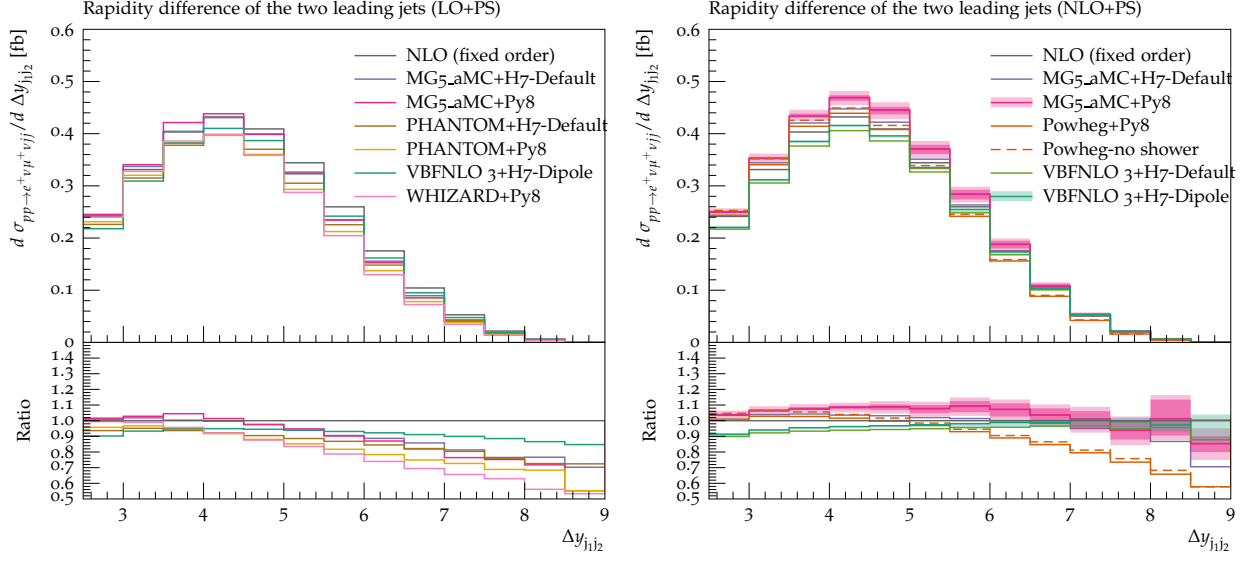 Rapidity difference of the two leading jets (LO+PS)
d σ_{pp→e⁺νμ⁺νjj}/d Δy_{j₁j₂} [fb]
0.6
0.5
0.4
0.3
0.2
0.1
0
NLO (fixed order)
MG5_aMC+H7-Default
MG5_aMC+Py8
PHANTOM+H7-Default
PHANTOM+Py8
VBFNLO 3+H7-Dipole
WHIZARD+Py8
Ratio
1.4
1.3
1.2
1.1
1.0
0.9
0.8
0.7
0.6
0.5
3 4 5 6 7 8 9
Δy_{j₁j₂}
Rapidity difference of the two leading jets (NLO+PS)
d σ_{pp→e⁺νμ⁺νjj}/d Δy_{j₁j₂} [fb]
0.6
0.5
0.4
0.3
0.2
0.1
0
NLO (fixed order)
MG5_aMC+H7-Default
MG5_aMC+Py8
Powheg+Py8
Powheg-no shower
VBFNLO 3+H7-Default
VBFNLO 3+H7-Dipole
Ratio
1.4
1.3
1.2
1.1
1.0
0.9
0.8
0.7
0.6
0.5
3 4 5 6 7 8 9
Δy_{j₁j₂}